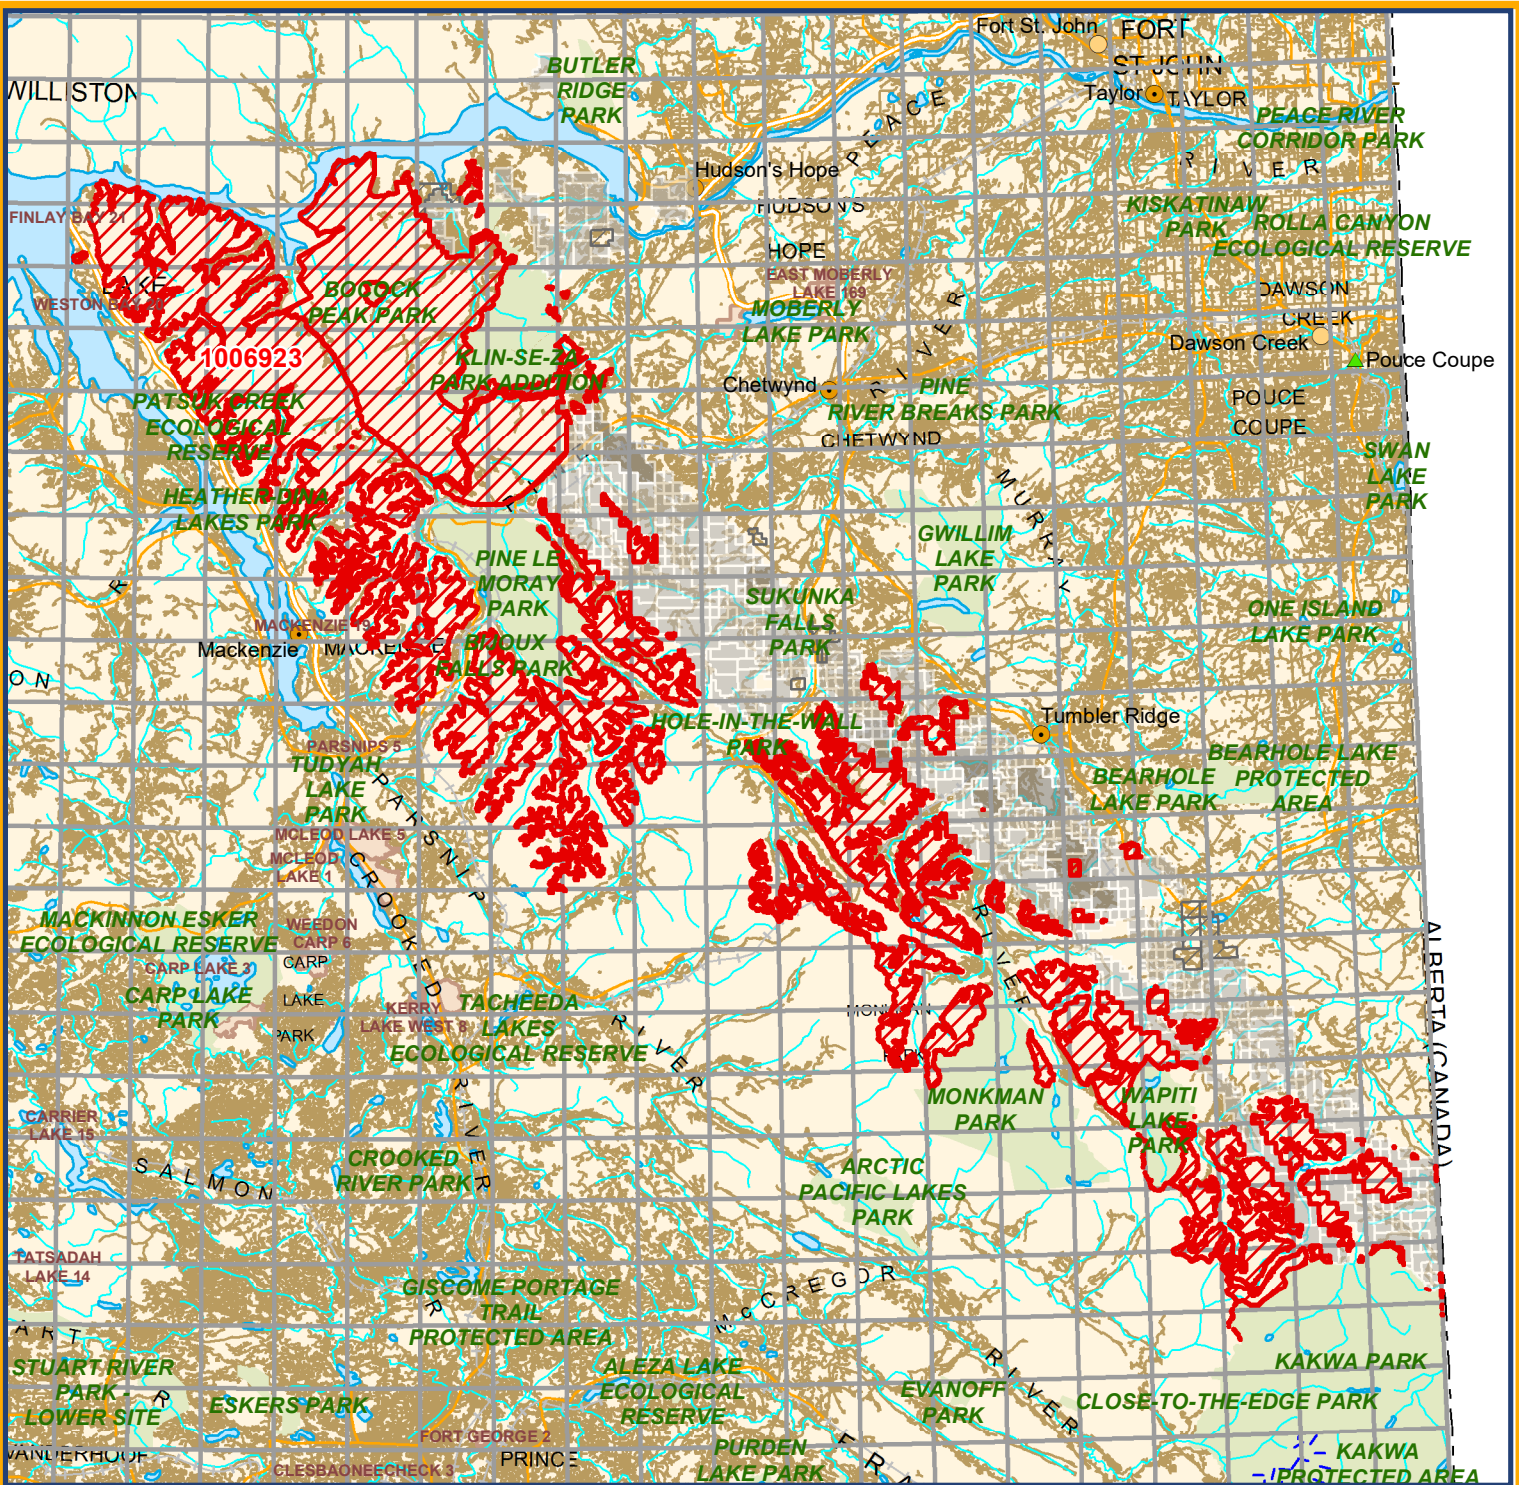 Fort St. John
FORT
ST JOHN
BUTLER
RIDGE
PARK
WILLISTON
Taylor
TAYLOR
PEACE RIVER
CORRIDOR PARK
PEACE
RIVER
Hudson's Hope
HUDSON'S
HOPE
FINLAY BAY 21
KISKATINAW
PARK
ROLLA CANYON
ECOLOGICAL RESERVE
EAST MOBERLY
LAKE 169
LAKE
BOCOCK
PEAK PARK
MOBERLY
LAKE PARK
DAWSON
CREEK
Dawson Creek
Pouce Coupe
WESTON BAY
1006923
KLIN-SE-ZA
PARK ADDITION
RIVER
Chetwynd
PINE
RIVER BREAKS PARK
CHETWYND
POUCE
COUPE
PATSUK CREEK
ECOLOGICAL
RESERVE
SWAN
LAKE
PARK
HEATHER-DINA
LAKES PARK
MURRAY
GWILLIM
LAKE
PARK
PINE LE
MORAY
PARK
R
SUKUNKA
FALLS
PARK
ONE ISLAND
LAKE PARK
MACKENZIE 19
Mackenzie
MACKENZIE
BIJOUX
FALLS PARK
ON
HOLE-IN-THE-WALL
PARK
Tumbler Ridge
PARSNIPS 5
TUDYAH
LAKE
PARK
BEARHOLE
LAKE PARK
BEARHOLE LAKE
PROTECTED
AREA
PARSNIP
MCLEOD LAKE 5
MCLEOD
LAKE 1
CROOKED
MACKINNON ESKER
ECOLOGICAL RESERVE
WEEDON
CARP 6
CARP
LAKE
PARK
CARP LAKE 3
CARP LAKE
PARK
RIVER
ALBERTA (CANADA)
KERRY
LAKE WEST 8
TACHEEDA
LAKES
ECOLOGICAL RESERVE
RIVER
MONKMAN
PARK
MONKMAN
PARK
WAPITI
LAKE
PARK
RIVER
CARRIER
LAKE 15
SALMON
CROOKED
RIVER PARK
ARCTIC
PACIFIC LAKES
PARK
TATSADAH
LAKE 14
GISCOME PORTAGE
TRAIL
PROTECTED AREA
R
McGREGOR
ART
STUART RIVER
PARK -
LOWER SITE
R
ESKERS PARK
ALEZA LAKE
ECOLOGICAL
RESERVE
EVANOFF
PARK
RIVER
KAKWA PARK
CLOSE-TO-THE-EDGE PARK
VANDERHOOF
FORT GEORGE 2
CLESBAONEECHECK 3
PRINCE
PURDEN
LAKE PARK
FRA
KAKWA
PROTECTED AREA